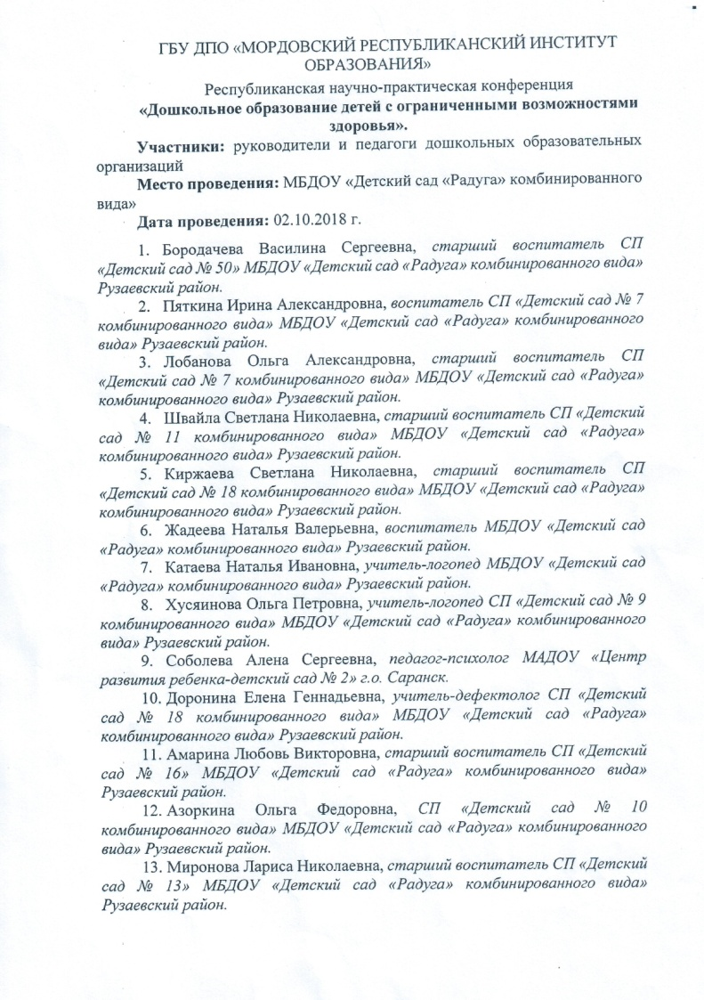 ГБУ ДПО «МОРДОВСКИЙ РЕСПУБЛИКАНСКИЙ ИНСТИТУТ
ОБРАЗОВАНИЯ»
Республиканская научно-практическая конференция
«Дошкольное образование детей с ограниченными возможностями
здоровья».
Участники: руководители и педагоги дошкольных образовательных
организаций
Место проведения: МБДОУ «Детский сад «Радуга» комбинированного
вида»
Дата проведения: 02.10.2018 г.
1. Бородачева Василина Сергеевна, старший воспитатель СП
«Детский сад № 50» МБДОУ «Детский сад «Радуга» комбинированного вида»
Рузаевский район.
2. Пяткина Ирина Александровна, воспитатель СП «Детский сад № 7
комбинированного вида» МБДОУ «Детский сад «Радуга» комбинированного
вида» Рузаевский район.
3. Лобанова Ольга Александровна, старший воспитатель СП
«Детский сад № 7 комбинированного вида» МБДОУ «Детский сад «Радуга»
комбинированного вида» Рузаевский район.
4. Швайла Светлана Николаевна, старший воспитатель СП «Детский
сад № 11 комбинированного вида» МБДОУ «Детский сад «Радуга»
комбинированного вида» Рузаевский район.
5. Киржаева Светлана Николаевна, старший воспитатель СП
«Детский сад № 18 комбинированного вида» МБДОУ «Детский сад «Радуга»
комбинированного вида» Рузаевский район.
6. Жадеева Наталья Валерьевна, воспитатель МБДОУ «Детский сад
«Радуга» комбинированного вида» Рузаевский район.
7. Катаева Наталья Ивановна, учитель-логопед МБДОУ «Детский сад
«Радуга» комбинированного вида» Рузаевский район.
8. Хусяинова Ольга Петровна, учитель-логопед СП «Детский сад № 9
комбинированного вида» МБДОУ «Детский сад «Радуга» комбинированного
вида» Рузаевский район.
9. Соболева Алена Сергеевна, педагог-психолог МАДОУ «Центр
развития ребенка-детский сад № 2» г.о. Саранск.
10. Доронина Елена Геннадьевна, учитель-дефектолог СП «Детский
сад № 18 комбинированного вида» МБДОУ «Детский сад «Радуга»
комбинированного вида» Рузаевский район.
11. Амарина Любовь Викторовна, старший воспитатель СП «Детский
сад № 16» МБДОУ «Детский сад «Радуга» комбинированного вида»
Рузаевский район.
12. Азоркина Ольга Федоровна, СП «Детский сад № 10
комбинированного вида» МБДОУ «Детский сад «Радуга» комбинированного
вида» Рузаевский район.
13. Миронова Лариса Николаевна, старший воспитатель СП «Детский
сад № 13» МБДОУ «Детский сад «Радуга» комбинированного вида»
Рузаевский район.